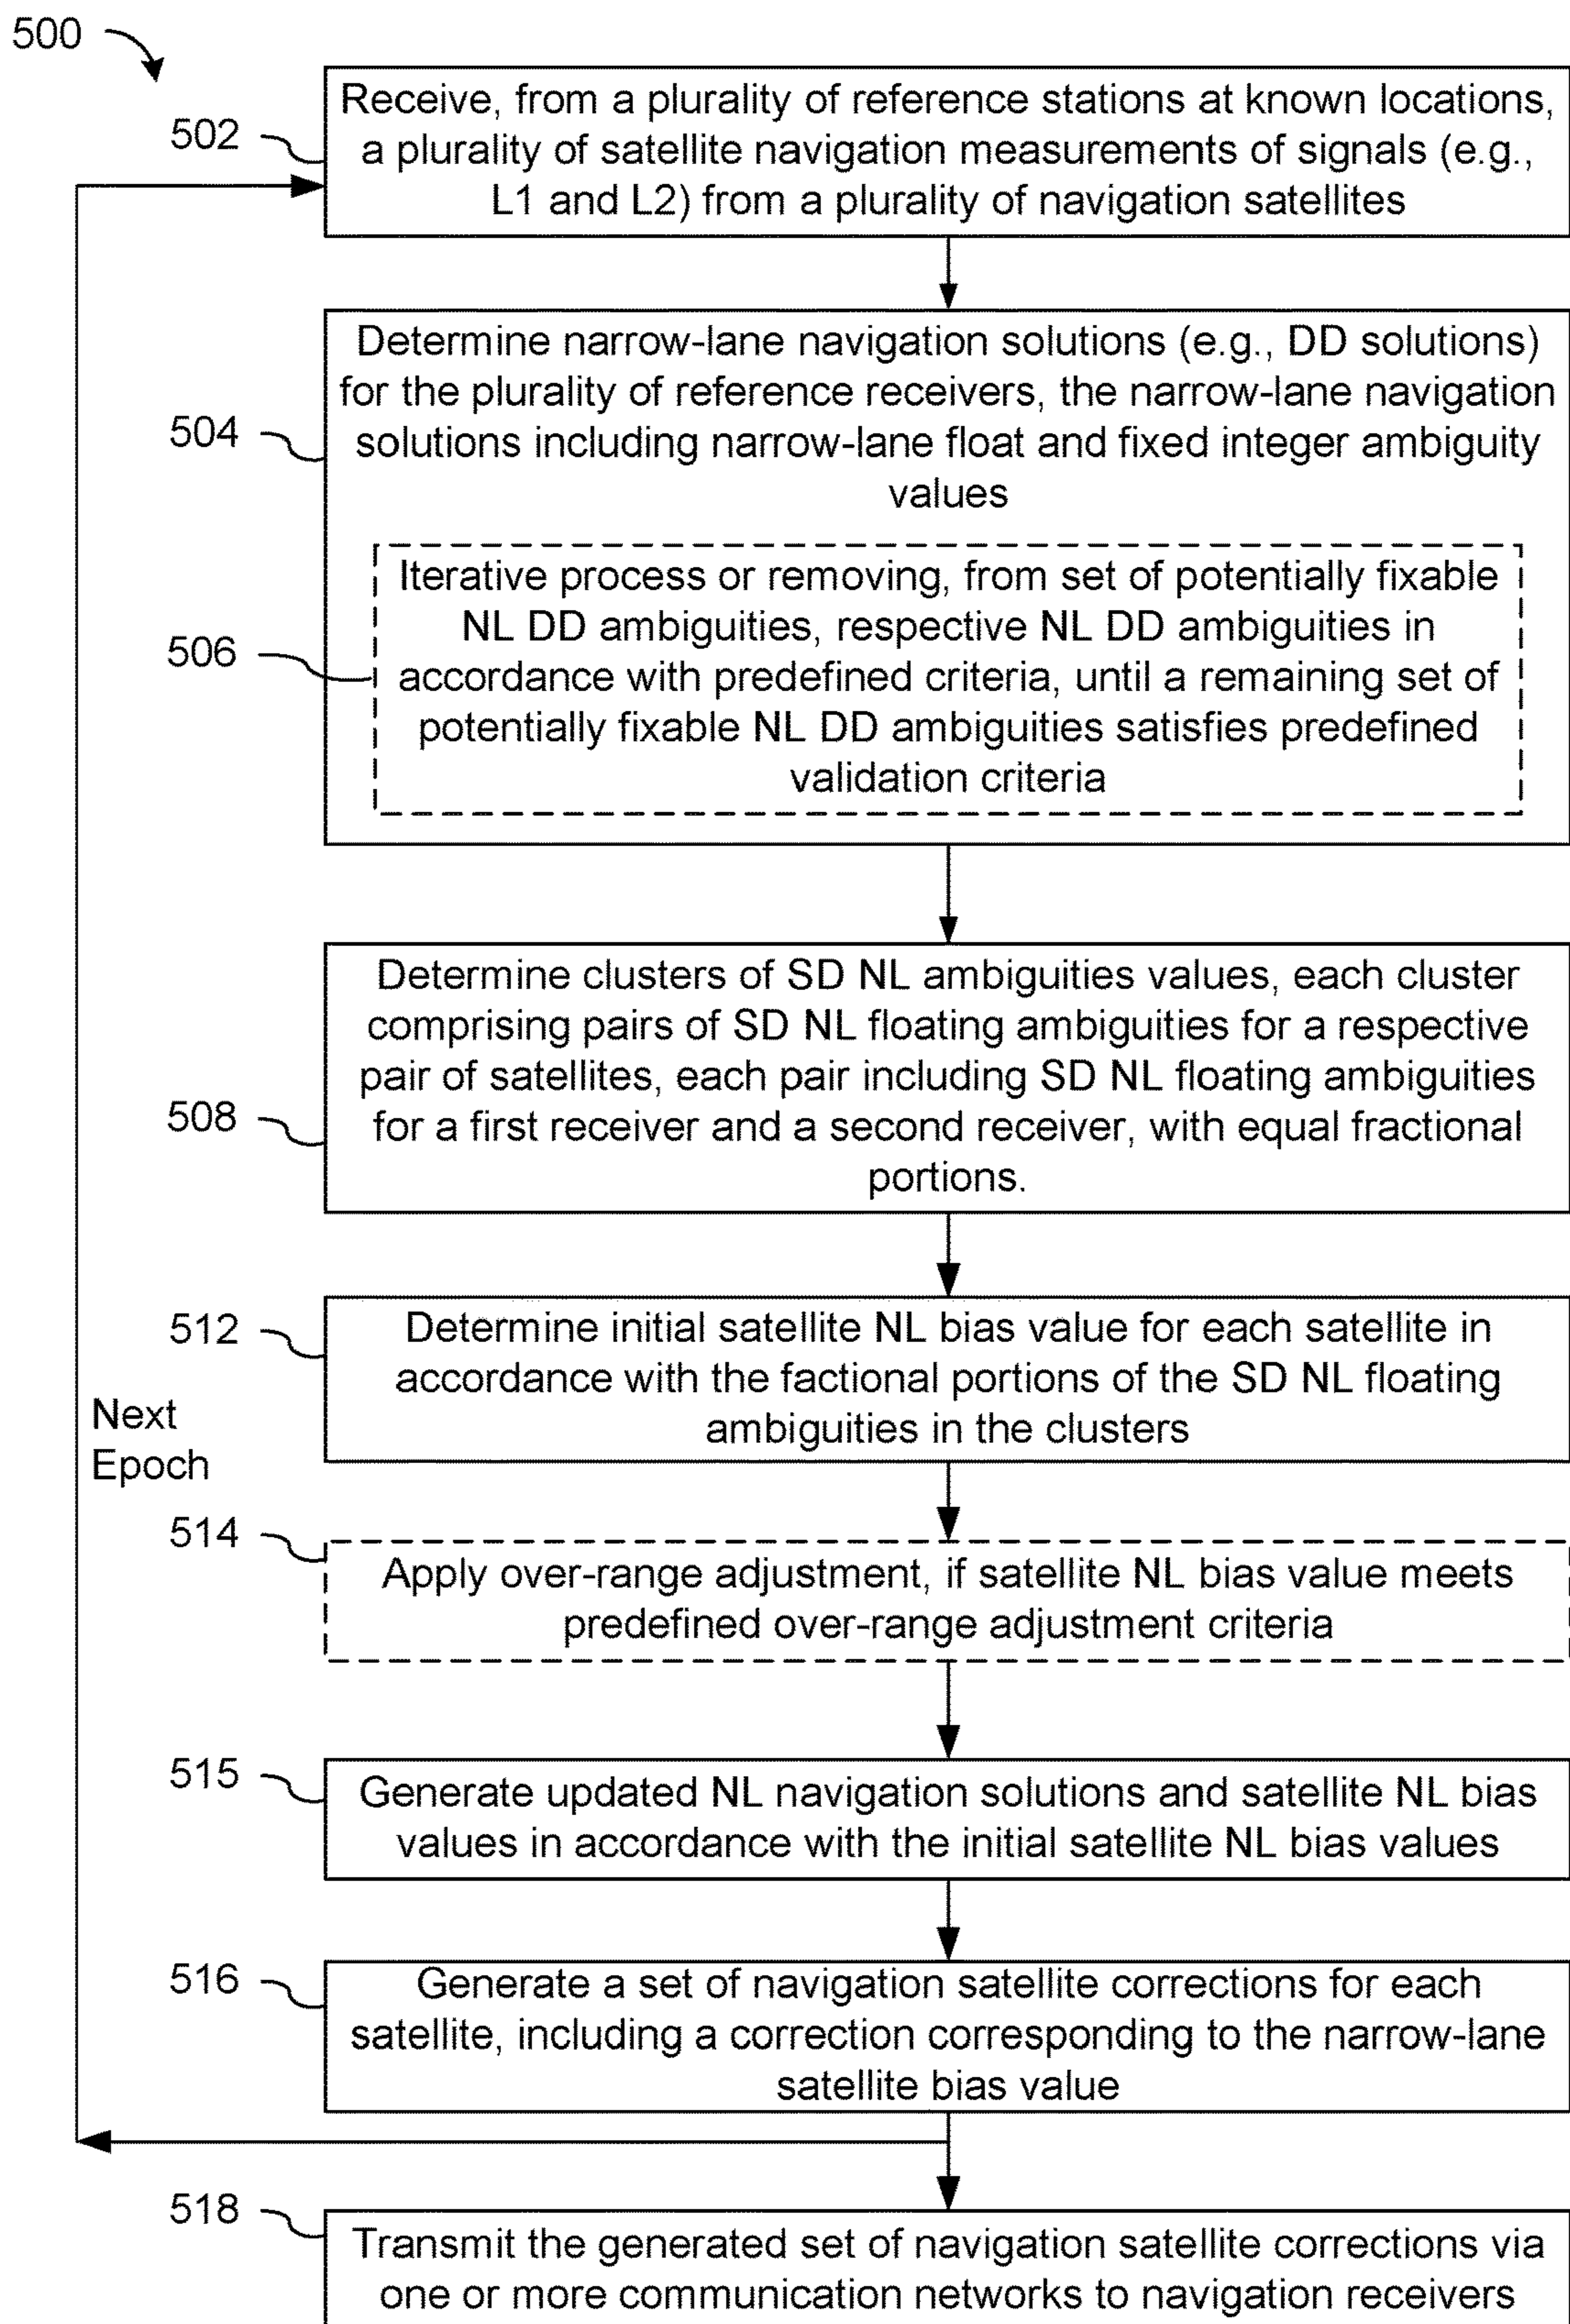 500
502
Receive, from a plurality of reference stations at known locations,
a plurality of satellite navigation measurements of signals (e.g.,
L1 and L2) from a plurality of navigation satellites
504
Determine narrow-lane navigation solutions (e.g., DD solutions)
for the plurality of reference receivers, the narrow-lane navigation
solutions including narrow-lane float and fixed integer ambiguity
values
506
Iterative process or removing, from set of potentially fixable
NL DD ambiguities, respective NL DD ambiguities in
accordance with predefined criteria, until a remaining set of
potentially fixable NL DD ambiguities satisfies predefined
validation criteria
508
Determine clusters of SD NL ambiguities values, each cluster
comprising pairs of SD NL floating ambiguities for a respective
pair of satellites, each pair including SD NL floating ambiguities
for a first receiver and a second receiver, with equal fractional
portions.
512
Determine initial satellite NL bias value for each satellite in
accordance with the factional portions of the SD NL floating
ambiguities in the clusters
Next
Epoch
514
Apply over-range adjustment, if satellite NL bias value meets
predefined over-range adjustment criteria
515
Generate updated NL navigation solutions and satellite NL bias
values in accordance with the initial satellite NL bias values
516
Generate a set of navigation satellite corrections for each
satellite, including a correction corresponding to the narrow-lane
satellite bias value
518
Transmit the generated set of navigation satellite corrections via
one or more communication networks to navigation receivers